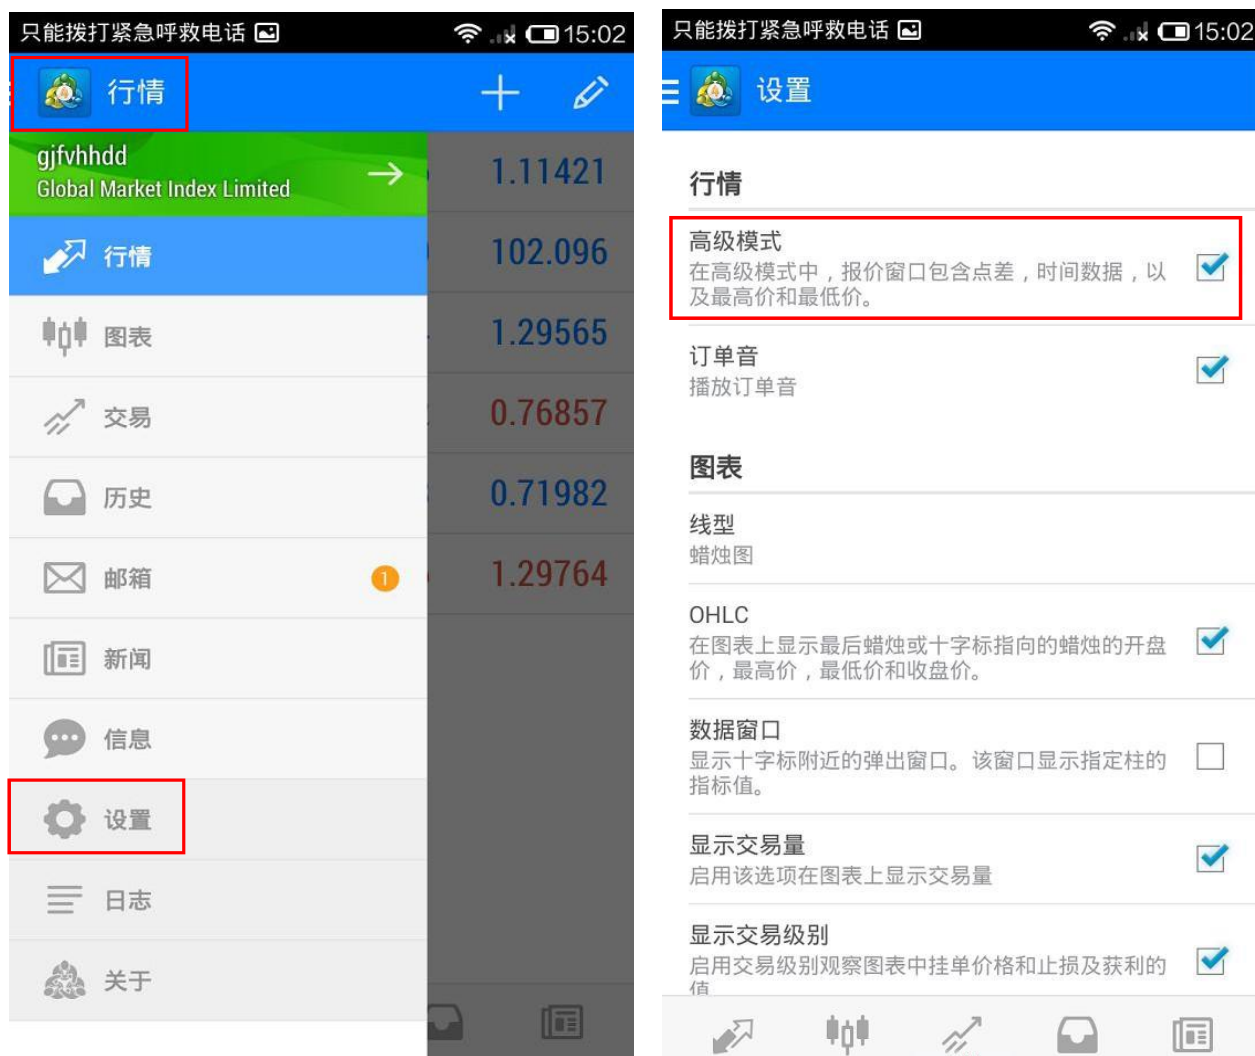 只能拨打紧急呼救电话
15:02
行情
gjfvhhdd
Global Market Index Limited
行情
图表
交易
历史
邮箱
1
新闻
信息
设置
日志
关于
1.11421
102.096
1.29565
0.76857
0.71982
1.29764
只能拨打紧急呼救电话
15:02
设置
行情
高级模式
在高级模式中，报价窗口包含点差，时间数据，以
及最高价和最低价。
订单音
播放订单音
图表
线型
蜡烛图
OHLC
在图表上显示最后蜡烛或十字标指向的蜡烛的开盘
价，最高价，最低价和收盘价。
数据窗口
显示十字标附近的弹出窗口。该窗口显示指定柱的
指标值。
显示交易量
启用该选项在图表上显示交易量
显示交易级别
启用交易级别观察图表中挂单价格和止损及获利的
值